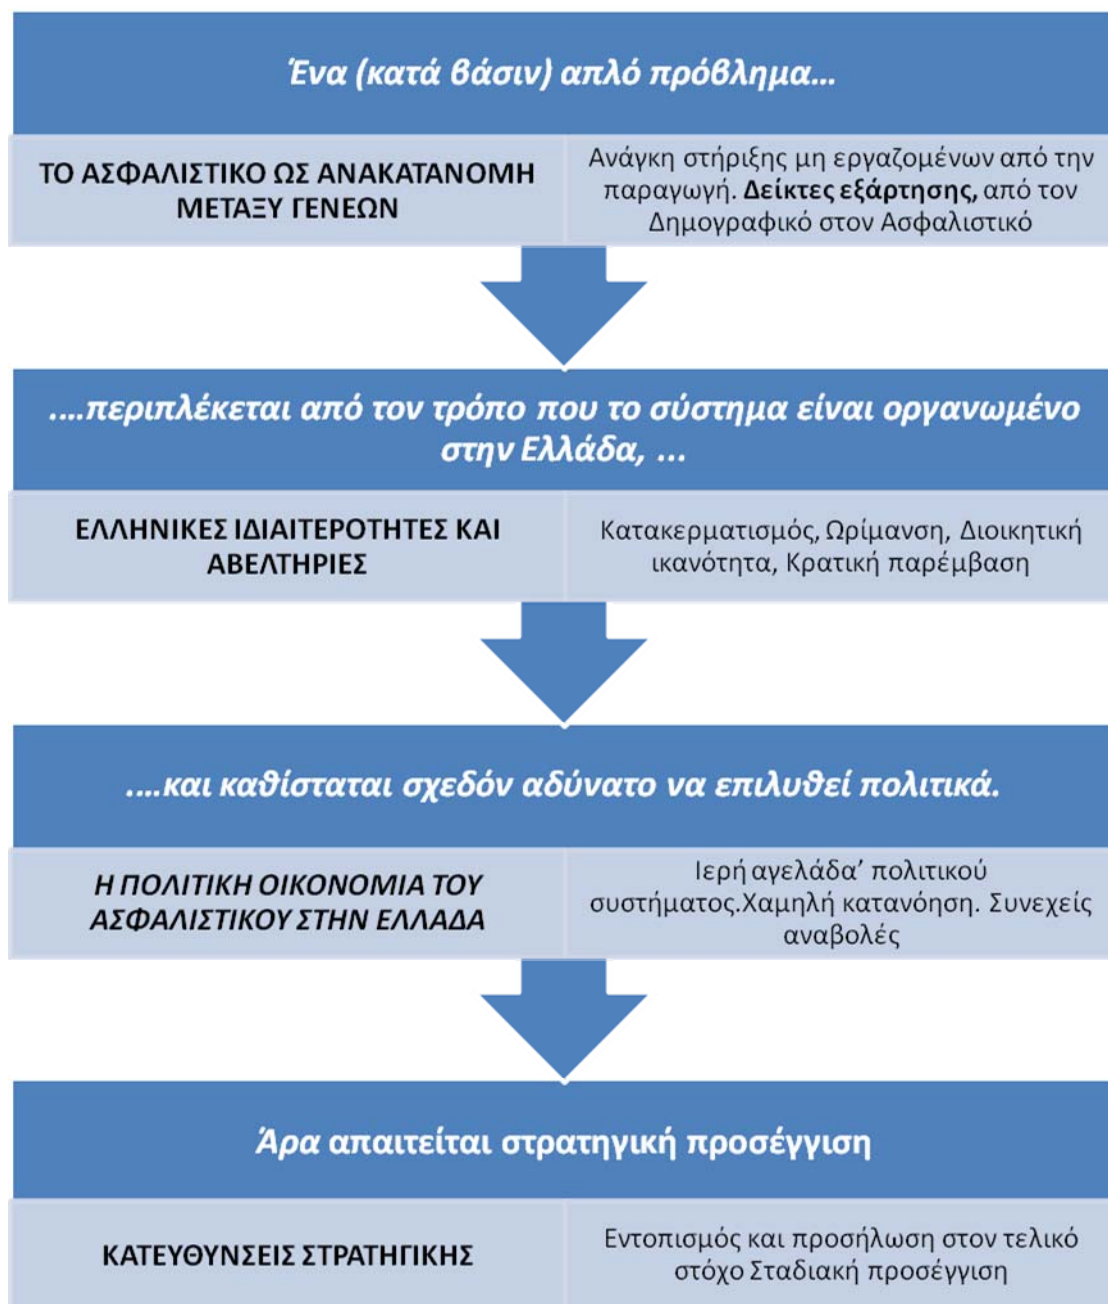 Ένα (κατά βάσιν) απλό πρόβλημα...
ΤΟ ΑΣΦΑΛΙΣΤΙΚΟ ΩΣ ΑΝΑΚΑΤΑΝΟΜΗ
ΜΕΤΑΞΥ ΓΕΝΕΩΝ
Ανάγκη στήριξης μη εργαζομένων από την
παραγωγή. Δείκτες εξάρτησης, από τον
Δημογραφικό στον Ασφαλιστικό
....περιπλέκεται από τον τρόπο που το σύστημα είναι οργανωμένο
στην Ελλάδα, ...
ΕΛΛΗΝΙΚΕΣ ΙΔΙΑΙΤΕΡΟΤΗΤΕΣ ΚΑΙ
ΑΒΕΛΤΗΡΙΕΣ
Κατακερματισμός, Ωρίμανση, Διοικητική
ικανότητα, Κρατική παρέμβαση
....και καθίσταται σχεδόν αδύνατο να επιλυθεί πολιτικά.
Η ΠΟΛΙΤΙΚΗ ΟΙΚΟΝΟΜΙΑ ΤΟΥ
ΑΣΦΑΛΙΣΤΙΚΟΥ ΣΤΗΝ ΕΛΛΑΔΑ
Ιερή αγελάδα’ πολιτικού
συστήματος.Χαμηλή κατανόηση. Συνεχείς
αναβολές
Άρα απαιτείται στρατηγική προσέγγιση
ΚΑΤΕΥΘΥΝΣΕΙΣ ΣΤΡΑΤΗΓΙΚΗΣ
Εντοπισμός και προσήλωση στον τελικό
στόχο Σταδιακή προσέγγιση